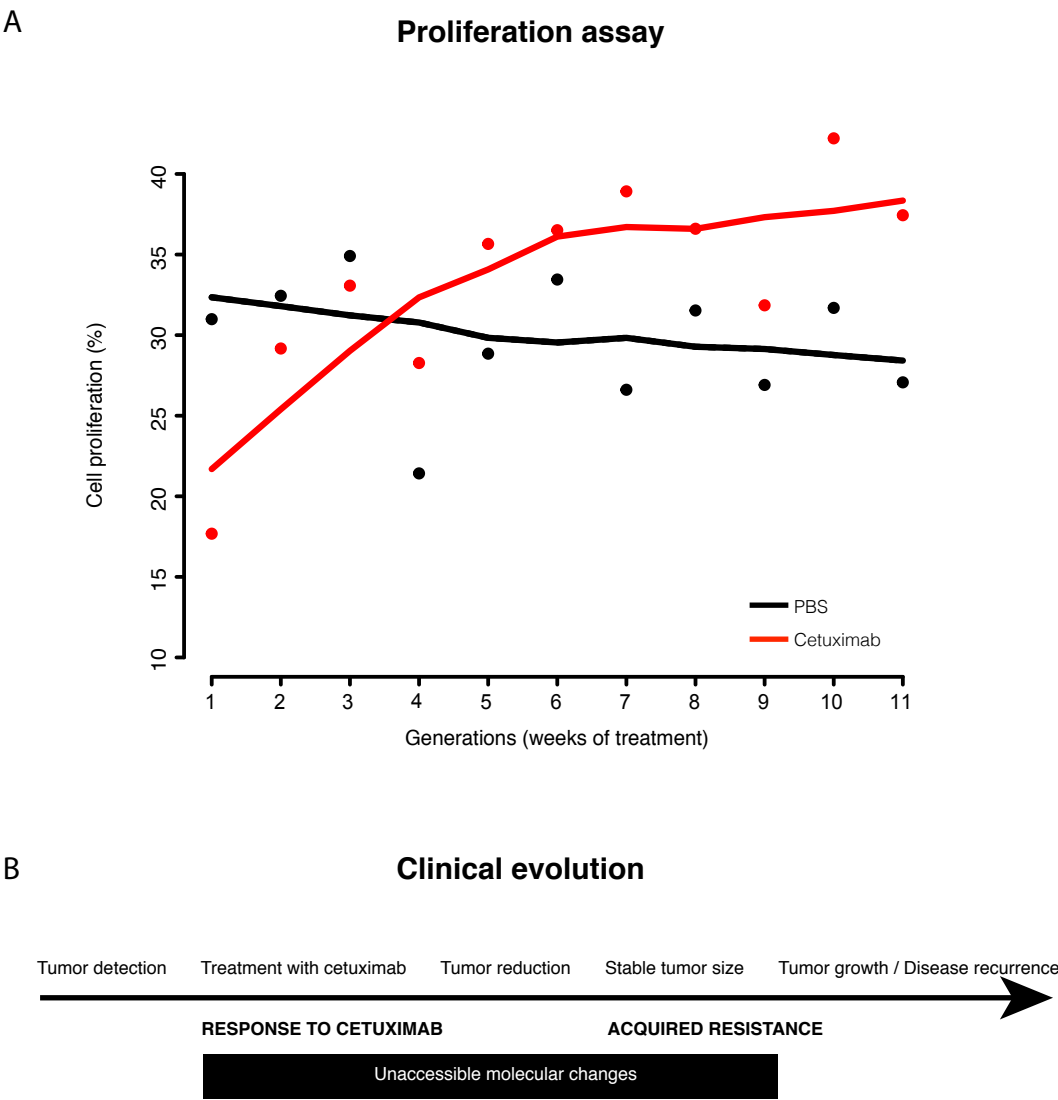 A
Proliferation assay
Cell proliferation (%)
40
35
30
25
20
15
10
PBS
Cetuximab
1 2 3 4 5 6 7 8 9 10 11
Generations (weeks of treatment)
B
Clinical evolution
Tumor detection Treatment with cetuximab Tumor reduction Stable tumor size Tumor growth / Disease recurrence
RESPONSE TO CETUXIMAB ACQUIRED RESISTANCE
Unaccessible molecular changes